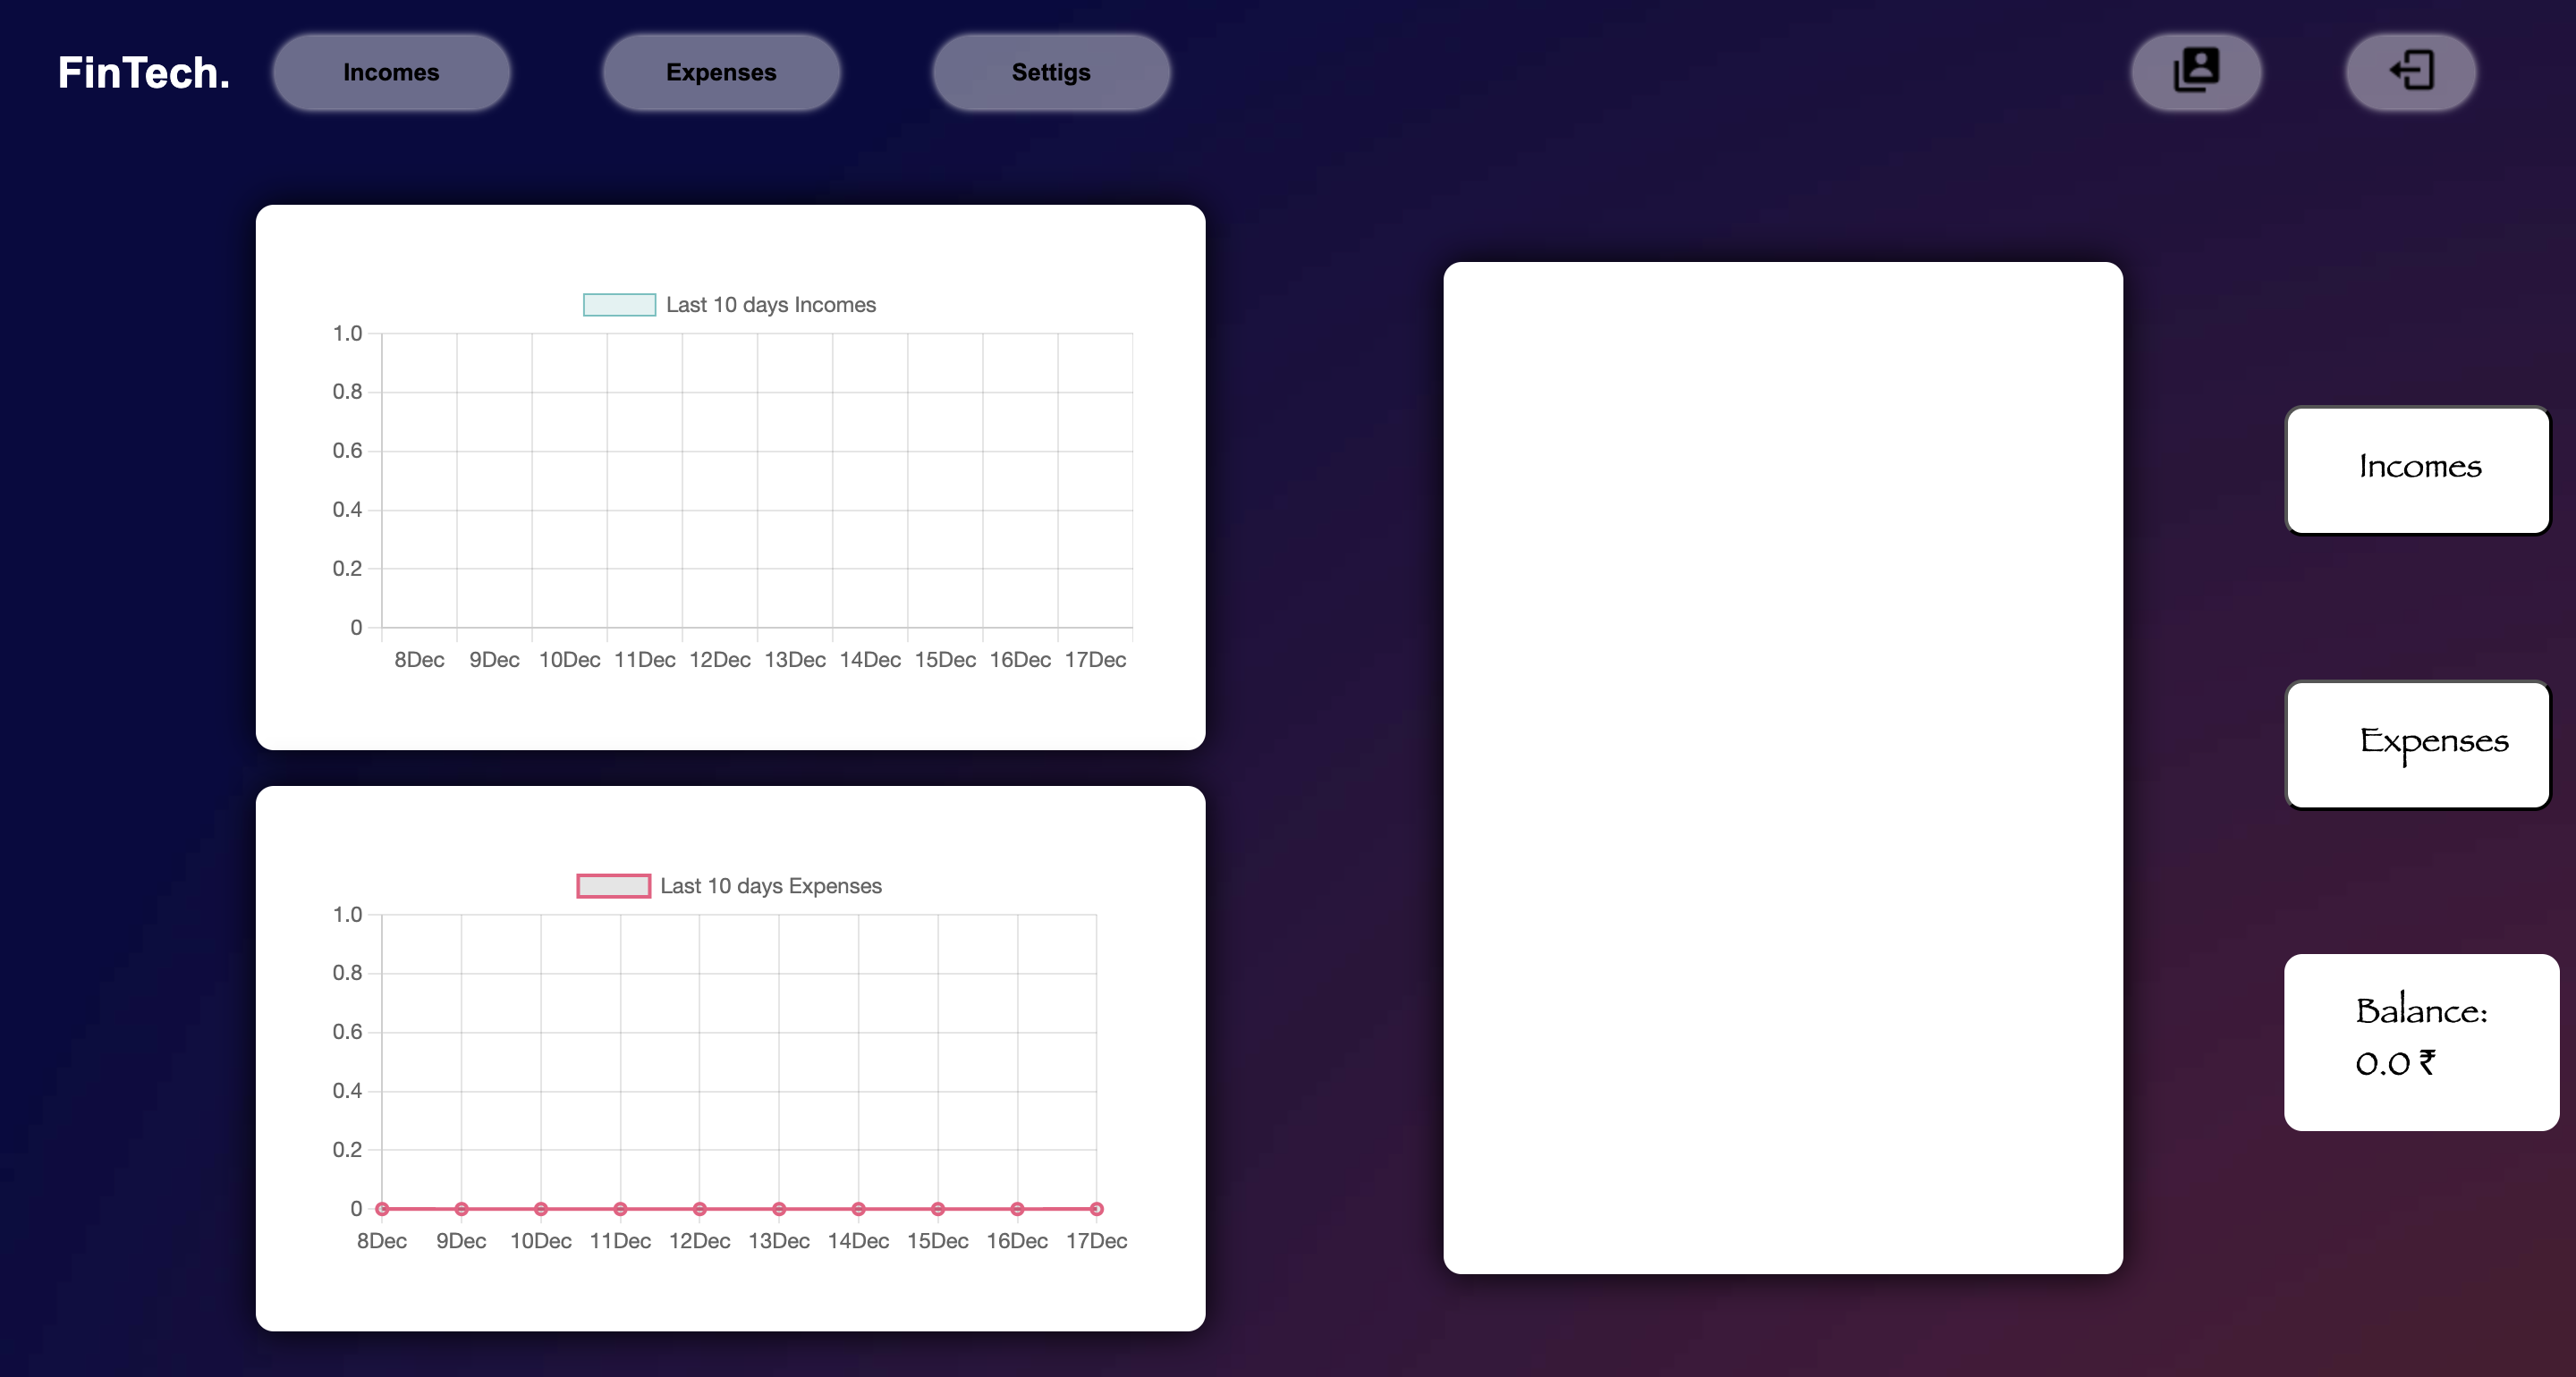 FinTech.
Incomes
Expenses
Settigs
Last 10 days Incomes
1.0
0.8
0.6
0.4
0.2
0
8Dec 9Dec 10Dec 11Dec 12Dec 13Dec 14Dec 15Dec 16Dec 17Dec
Last 10 days Expenses
1.0
0.8
0.6
0.4
0.2
0
8Dec 9Dec 10Dec 11Dec 12Dec 13Dec 14Dec 15Dec 16Dec 17Dec
Incomes
Expenses
Balance:
0.0 ₹